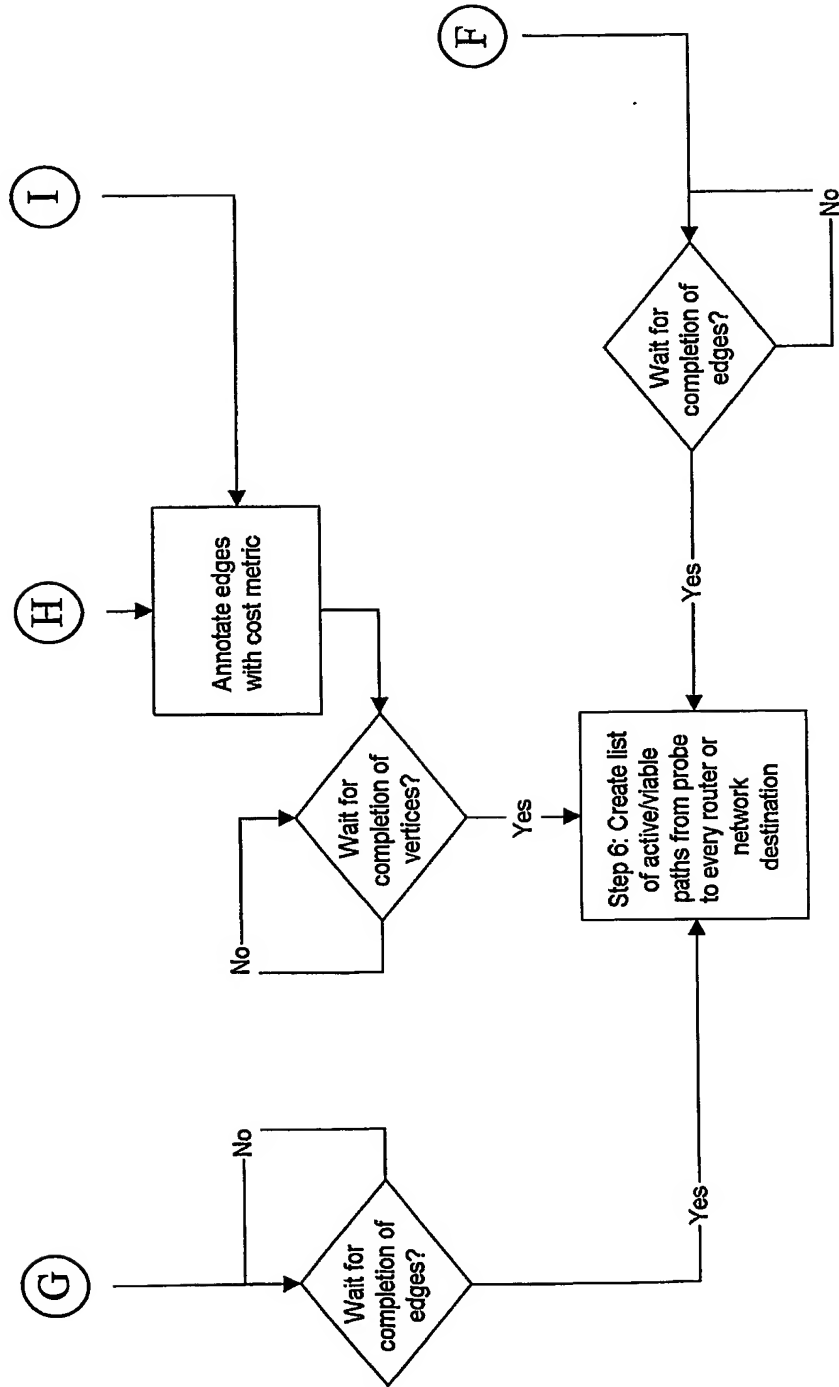 G
H
I
F
No
Wait for
completion of
edges?
Annotate edges
with cost metric
No
Wait for
completion of
vertices?
Yes
Wait for
completion of
edges?
No
Yes
Yes
Step 6: Create list
of active/viable
paths from probe
to every router or
network
destination